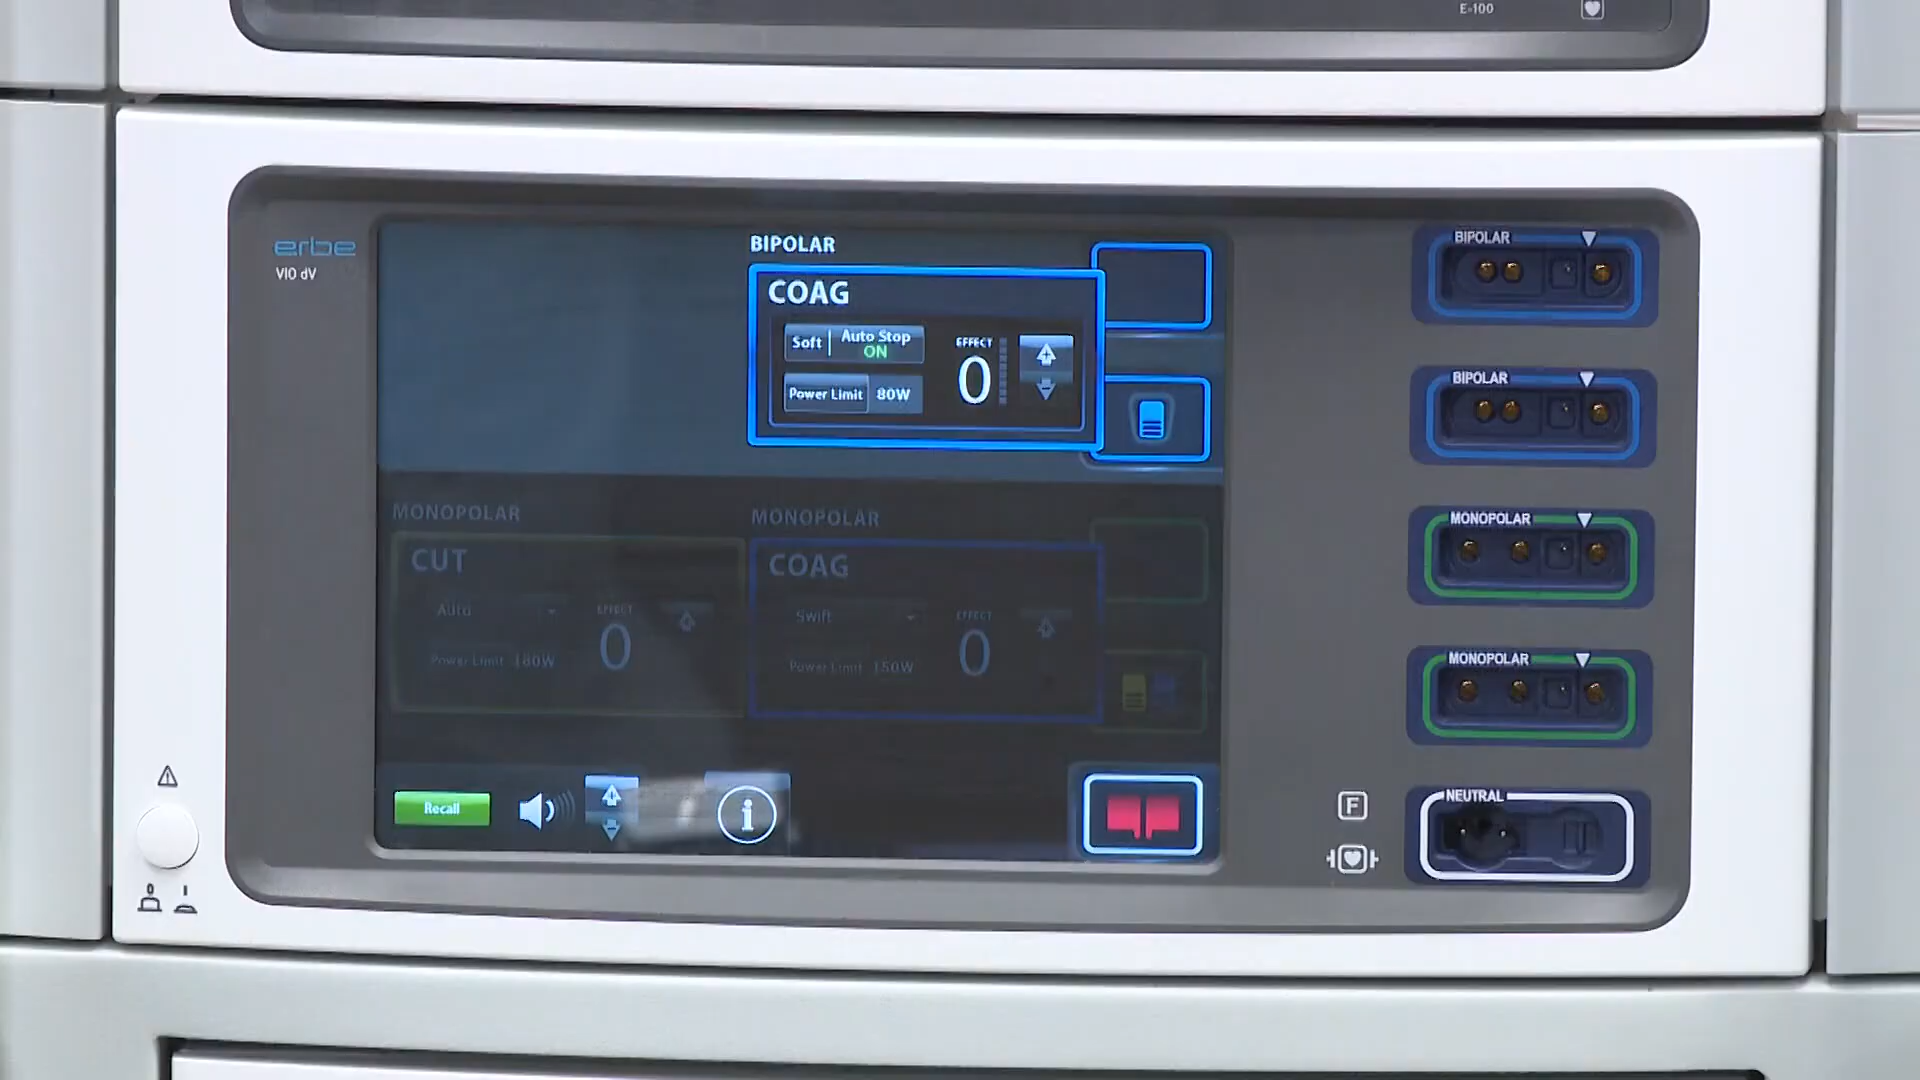 E-100
erbe
VIO dV
BIPOLAR
COAG
Soft
Auto Stop
ON
EFFECT
0
Power Limit
80W
MONOPOLAR
CUT
Auto
EFFECT
0
Power Limit
180W
MONOPOLAR
COAG
Swift
EFFECT
0
Power Limit
150W
Recall
i
BIPOLAR
BIPOLAR
MONOPOLAR
MONOPOLAR
F
NEUTRAL